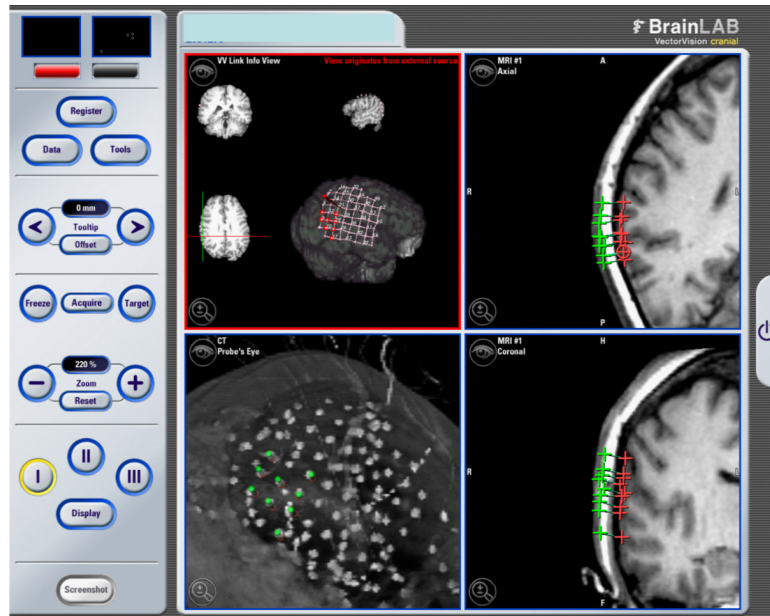 BrainLAB
VectorVision cranial
Register
Data
Tools
0 mm
Tooltip
Offset
Freeze
Acquire
Target
220 %
Zoom
Reset
I
II
III
Display
Screenshot
VV Link Info View
View originates from external source
MRI #1
Axial
A
R
P
CT
Probe's Eye
MRI #1
Coronal
H
R
F